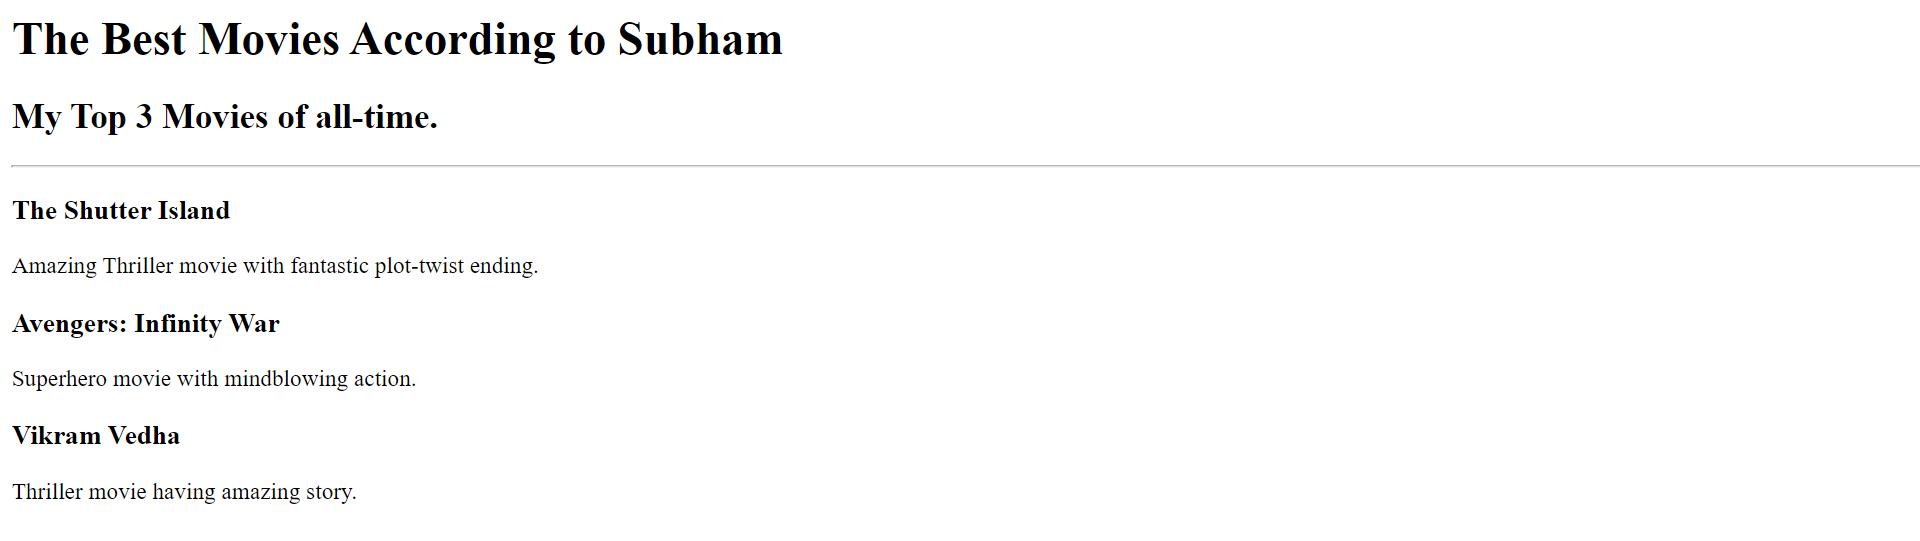 The Best Movies According to Subham
My Top 3 Movies of all-time.
The Shutter Island
Amazing Thriller movie with fantastic plot-twist ending.
Avengers: Infinity War
Superhero movie with mindblowing action.
Vikram Vedha
Thriller movie having amazing story.